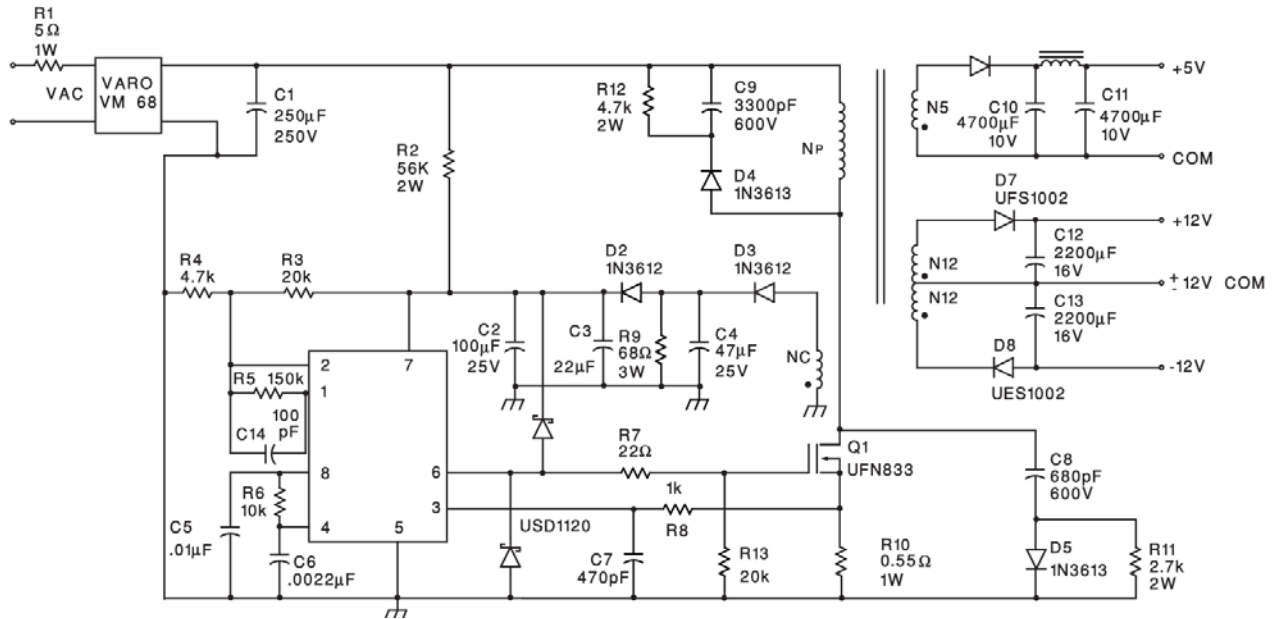 R1
5Ω
1W
VAC
VARO
VM 68
C1
250µF
250V
R2
56K
2W
R12
4.7k
2W
C9
3300pF
600V
D4
1N3613
NP
N5
C10
4700µF
10V
C11
4700µF
10V
+5V
COM
D7
UFS1002
+12V
N12
N12
C12
2200µF
16V
±12V COM
C13
2200µF
16V
D8
UES1002
-12V
R4
4.7k
R3
20k
D2
1N3612
D3
1N3612
C2
100µF
25V
C3
22µF
R9
68Ω
3W
C4
47µF
25V
NC
2
7
R5 150k
1
100
pF
C14
8
R6
10k
4
5
6
3
C5
.01µF
C6
.0022µF
USD1120
R7
22Ω
1k
R8
C7
470pF
R13
20k
Q1
UFN833
R10
0.55Ω
1W
C8
680pF
600V
D5
1N3613
R11
2.7k
2W